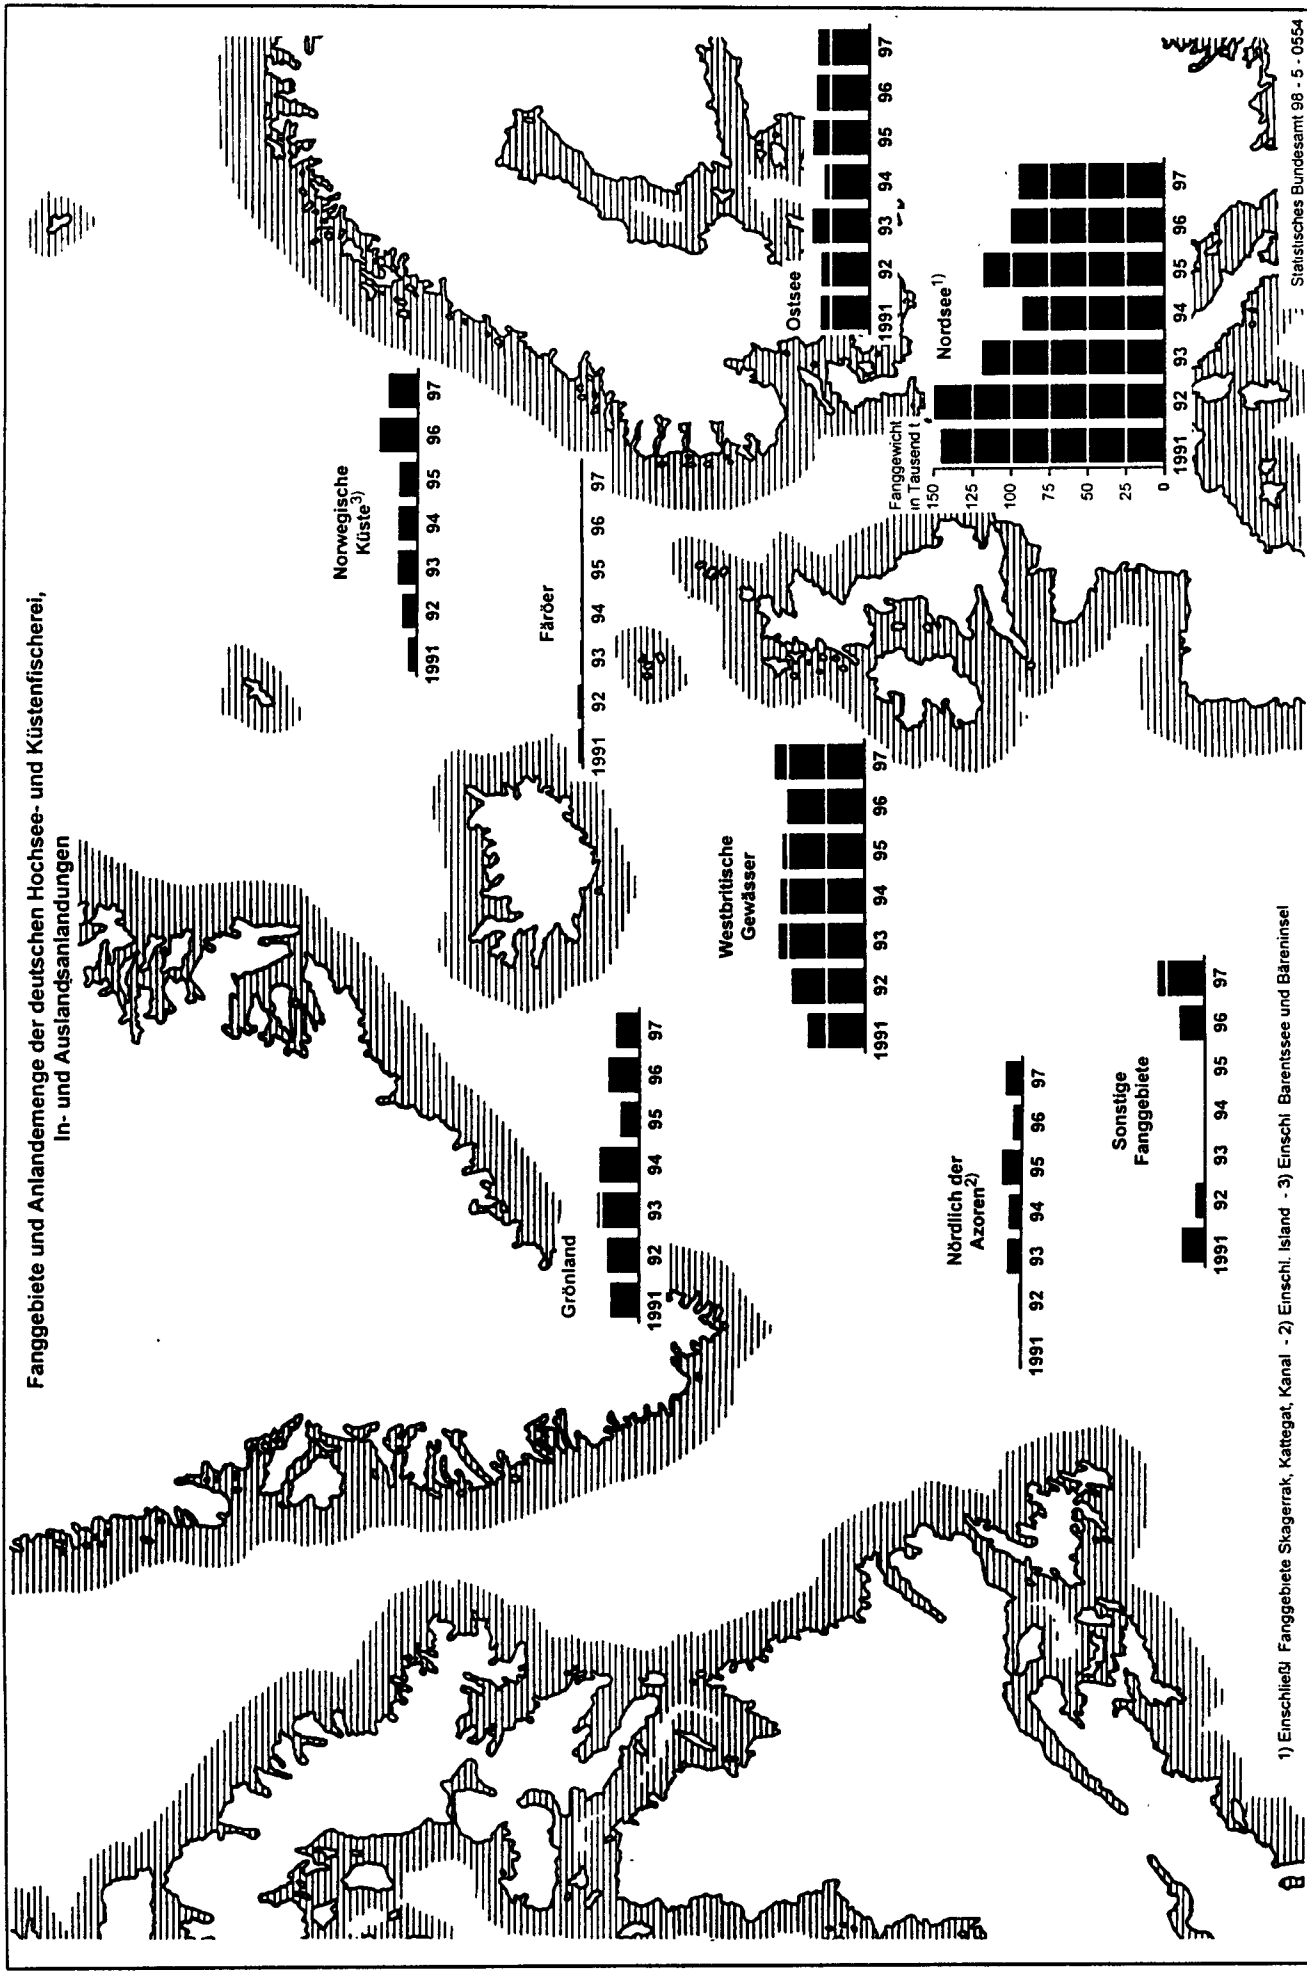 Fanggebiete und Anlandemenge der deutschen Hochsee- und Küstenfischerei,
In- und Auslandsanlandungen
Grönland
1991 92 93 94 95 96 97
Norwegische
Küste3)
1991 92 93 94 95 96 97
Färöer
1991 92 93 94 95 96 97
Westbritische
Gewässer
1991 92 93 94 95 96 97
Ostsee
1991 92 93 94 95 96 97
Fanggewicht
in Tausend t
Nordsee1)
150
125
100
75
50
25
0
1991 92 93 94 95 96 97
Nördlich der
Azoren2)
1991 92 93 94 95 96 97
Sonstige
Fanggebiete
1991 92 93 94 95 96 97
1) Einschließl Fanggebiete Skagerrak, Kattegat, Kanal - 2) Einschl. Island - 3) Einschl Barentssee und Bäreninsel
Statistisches Bundesamt 98 - 5 - 0554